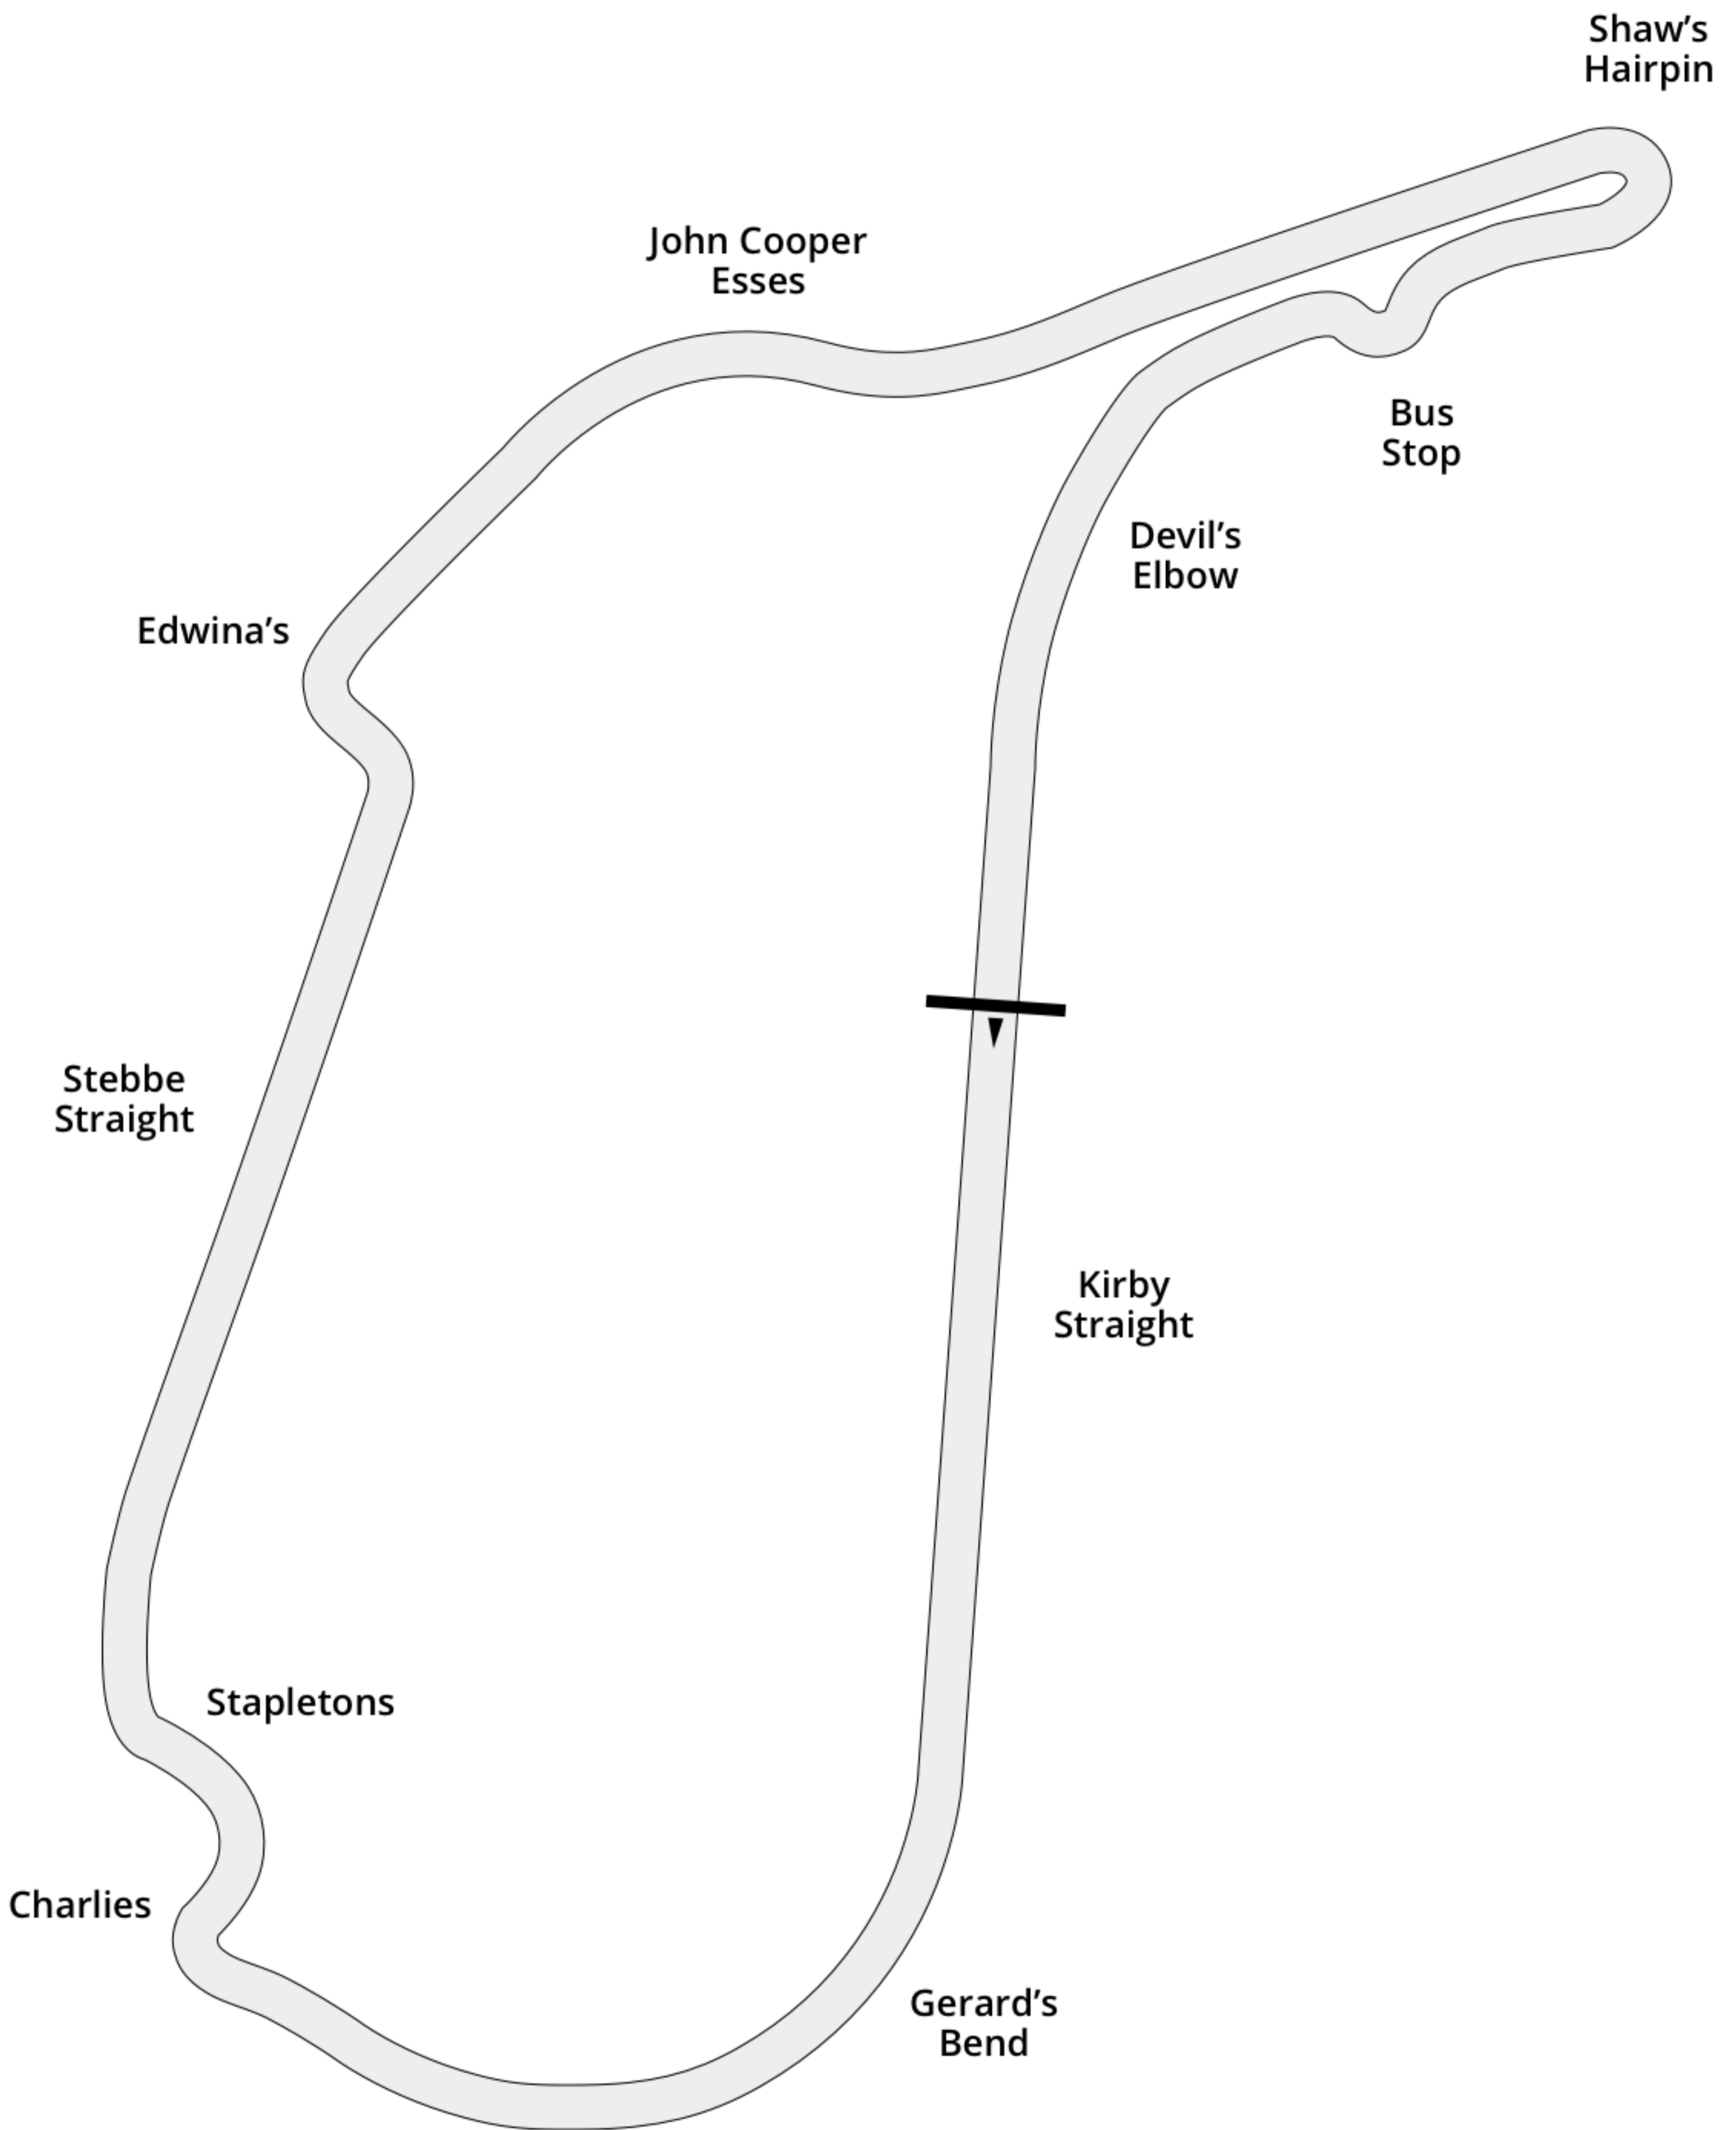 Shaw’s
Hairpin
John Cooper
Esses
Bus
Stop
Devil’s
Elbow
Edwina’s
Stebbe
Straight
Kirby
Straight
Stapletons
Charlies
Gerard’s
Bend